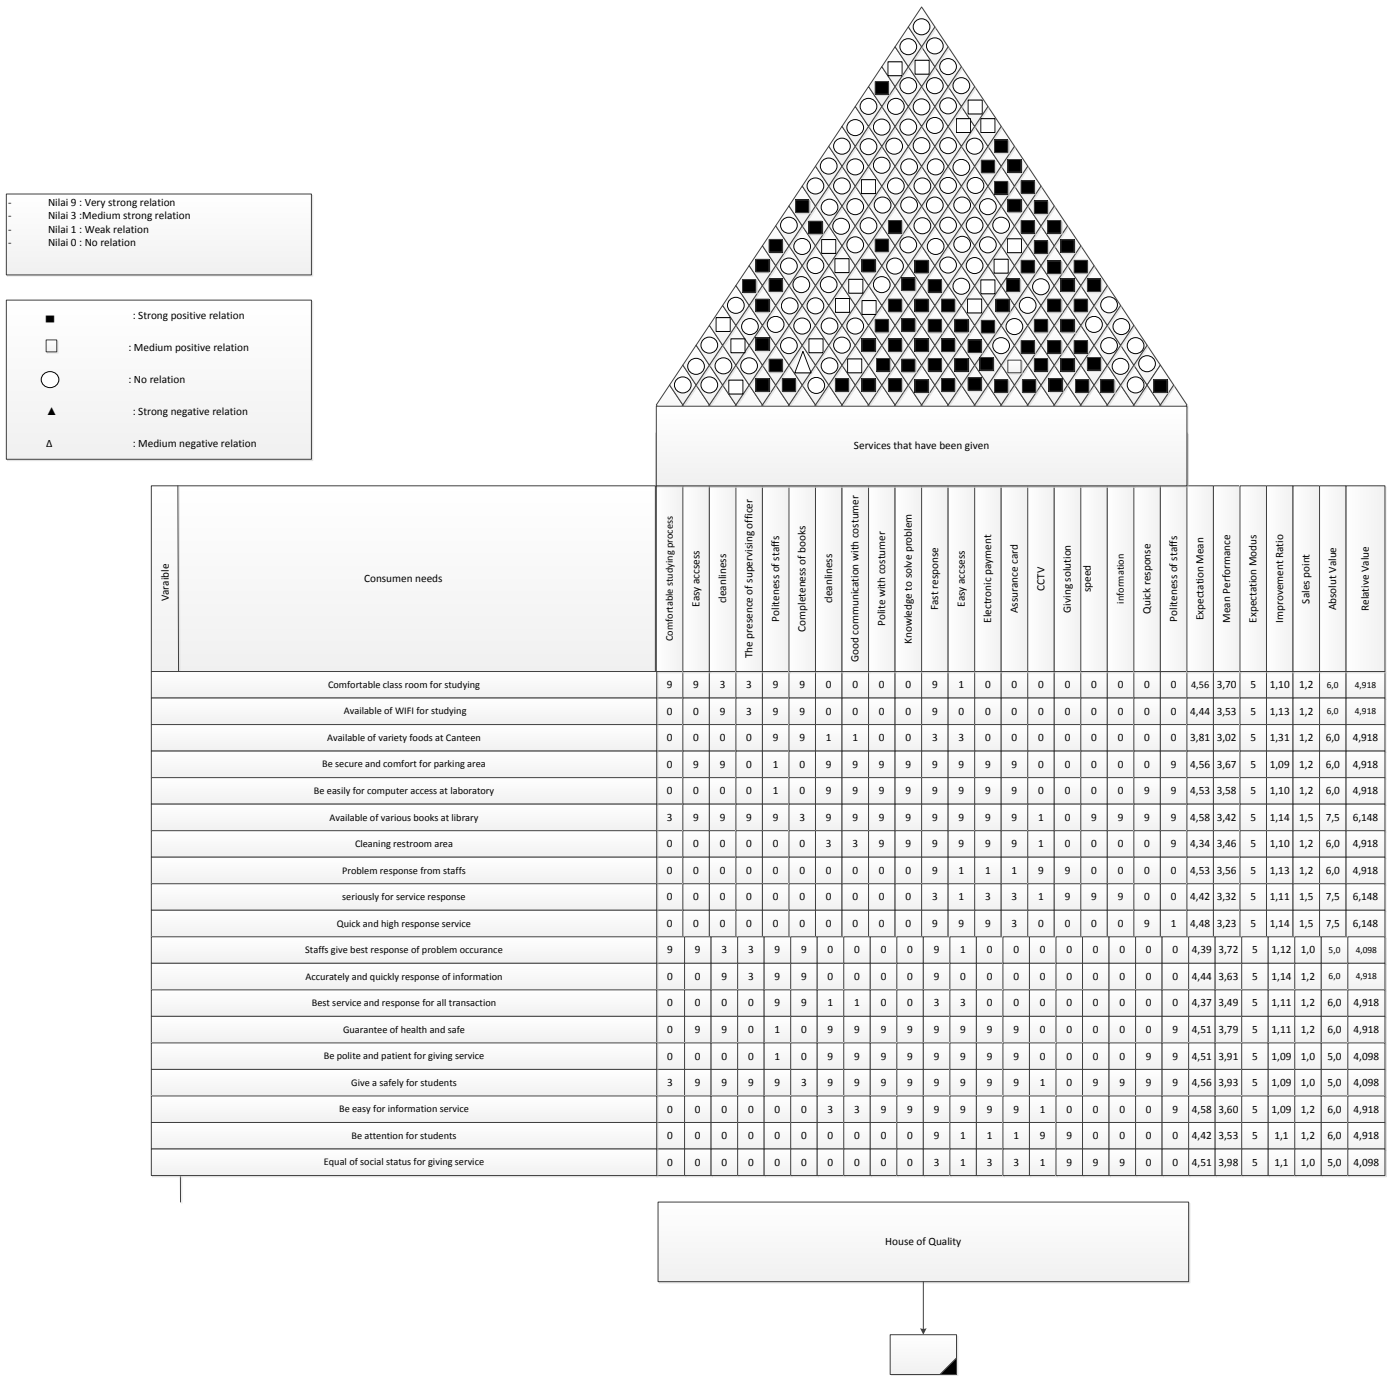 - Nilai 9 : Very strong relation
- Nilai 3 :Medium strong relation
- Nilai 1 : Weak relation
- Nilai 0 : No relation
: Strong positive relation
: Medium positive relation
: No relation
: Strong negative relation
: Medium negative relation
Services that have been given
Varaible
Consumen needs
Comfortable studying process
Easy accsess
cleanliness
The presence of supervising officer
Politeness of staffs
Completeness of books
cleanliness
Good communication with costumer
Polite with costumer
Knowledge to solve problem
Fast response
Easy accsess
Electronic payment
Assurance card
CCTV
Giving solution
speed
information
Quick response
Politeness of staffs
Expectation Mean
Mean Performance
Expectation Modus
Improvement Ratio
Sales point
Absolut Value
Relative Value
Comfortable class room for studying 9 9 3 3 9 9 0 0 0 0 9 1 0 0 0 0 0 0 0 0 4,56 3,70 5 1,10 1,2 6,0 4,918
Available of WIFI for studying 0 0 9 3 9 9 0 0 0 0 9 0 0 0 0 0 0 0 0 0 4,44 3,53 5 1,13 1,2 6,0 4,918
Available of variety foods at Canteen 0 0 0 0 9 9 1 1 0 0 3 3 0 0 0 0 0 0 0 0 3,81 3,02 5 1,31 1,2 6,0 4,918
Be secure and comfort for parking area 0 9 9 0 1 0 9 9 9 9 9 9 9 9 0 0 0 0 0 9 4,56 3,67 5 1,09 1,2 6,0 4,918
Be easily for computer access at laboratory 0 0 0 0 1 0 9 9 9 9 9 9 9 9 0 0 0 0 9 9 4,53 3,58 5 1,10 1,2 6,0 4,918
Available of various books at library 3 9 9 9 9 3 9 9 9 9 9 9 9 9 1 0 9 9 9 9 4,58 3,42 5 1,14 1,5 7,5 6,148
Cleaning restroom area 0 0 0 0 0 0 3 3 9 9 9 9 9 9 1 0 0 0 0 9 4,34 3,46 5 1,10 1,2 6,0 4,918
Problem response from staffs 0 0 0 0 0 0 0 0 0 0 9 1 1 1 9 9 0 0 0 0 4,53 3,56 5 1,13 1,2 6,0 4,918
seriously for service response 0 0 0 0 0 0 0 0 0 0 3 1 3 3 1 9 9 9 0 0 4,42 3,32 5 1,11 1,5 7,5 6,148
Quick and high response service 0 0 0 0 0 0 0 0 0 0 9 9 9 3 0 0 0 0 9 1 4,48 3,23 5 1,14 1,5 7,5 6,148
Staffs give best response of problem occurance 9 9 3 3 9 9 0 0 0 0 9 1 0 0 0 0 0 0 0 0 4,39 3,72 5 1,12 1,0 5,0 4,098
Accurately and quickly response of information 0 0 9 3 9 9 0 0 0 0 9 0 0 0 0 0 0 0 0 0 4,44 3,63 5 1,14 1,2 6,0 4,918
Best service and response for all transaction 0 0 0 0 9 9 1 1 0 0 3 3 0 0 0 0 0 0 0 0 4,37 3,49 5 1,11 1,2 6,0 4,918
Guarantee of health and safe 0 9 9 0 1 0 9 9 9 9 9 9 9 9 0 0 0 0 0 9 4,51 3,79 5 1,11 1,2 6,0 4,918
Be polite and patient for giving service 0 0 0 0 1 0 9 9 9 9 9 9 9 9 0 0 0 0 9 9 4,51 3,91 5 1,09 1,0 5,0 4,098
Give a safely for students 3 9 9 9 9 3 9 9 9 9 9 9 9 9 1 0 9 9 9 9 4,56 3,93 5 1,09 1,0 5,0 4,098
Be easy for information service 0 0 0 0 0 0 3 3 9 9 9 9 9 9 1 0 0 0 0 9 4,58 3,60 5 1,09 1,2 6,0 4,918
Be attention for students 0 0 0 0 0 0 0 0 0 0 9 1 1 1 9 9 0 0 0 0 4,42 3,53 5 1,1 1,2 6,0 4,918
Equal of social status for giving service 0 0 0 0 0 0 0 0 0 0 3 1 3 3 1 9 9 9 0 0 4,51 3,98 5 1,1 1,0 5,0 4,098
House of Quality